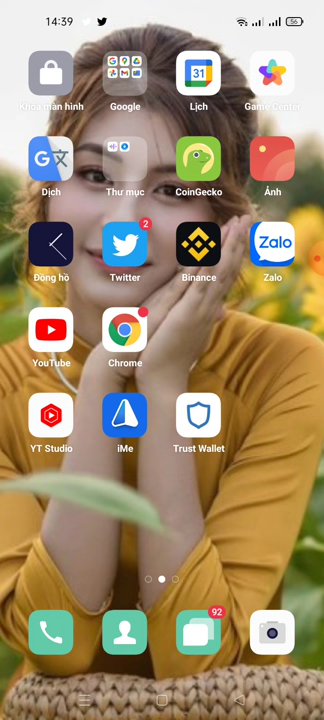 14:39
56
Khóa màn hình
Google
31
Lịch
Game Center
G
Dịch
Thư mục
CoinGecko
Ảnh
Đồng hồ
2
Twitter
Binance
Zalo
Zalo
YouTube
Chrome
YT Studio
iMe
Trust Wallet
92